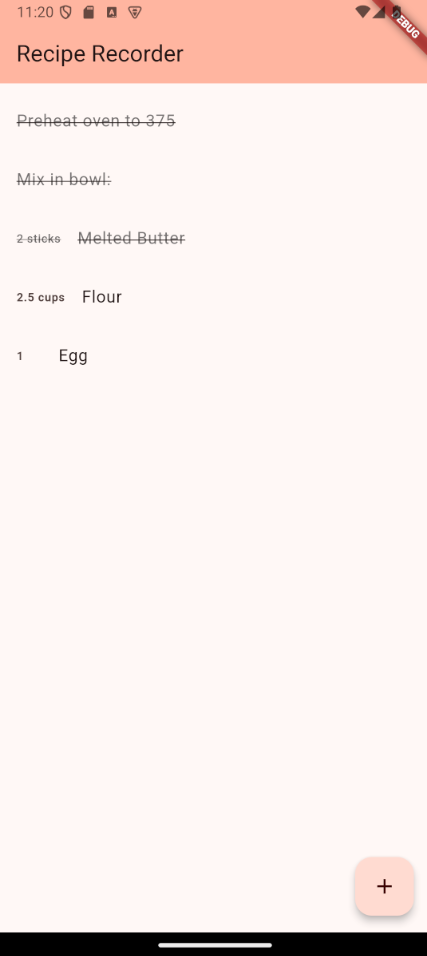 11:20
DEBUG
Recipe Recorder
Preheat oven to 375
Mix in bowl:
2 sticks Melted Butter
2.5 cups Flour
1 Egg
+